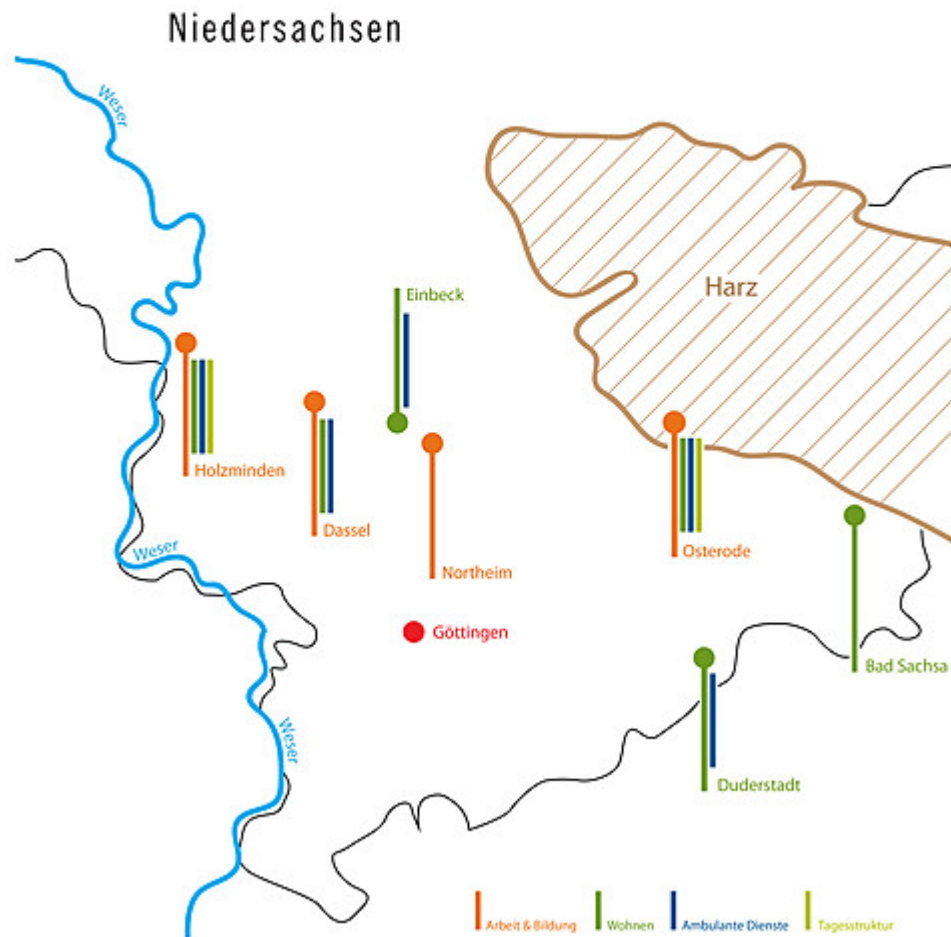 Niedersachsen
Weser
Harz
Einbeck
Holzminden
Dassel
Weser
Northeim
Osterode
Göttingen
Bad Sachsa
Weser
Duderstadt
Arbeit & Bildung
Wohnen
Ambulante Dienste
Tagesstruktur